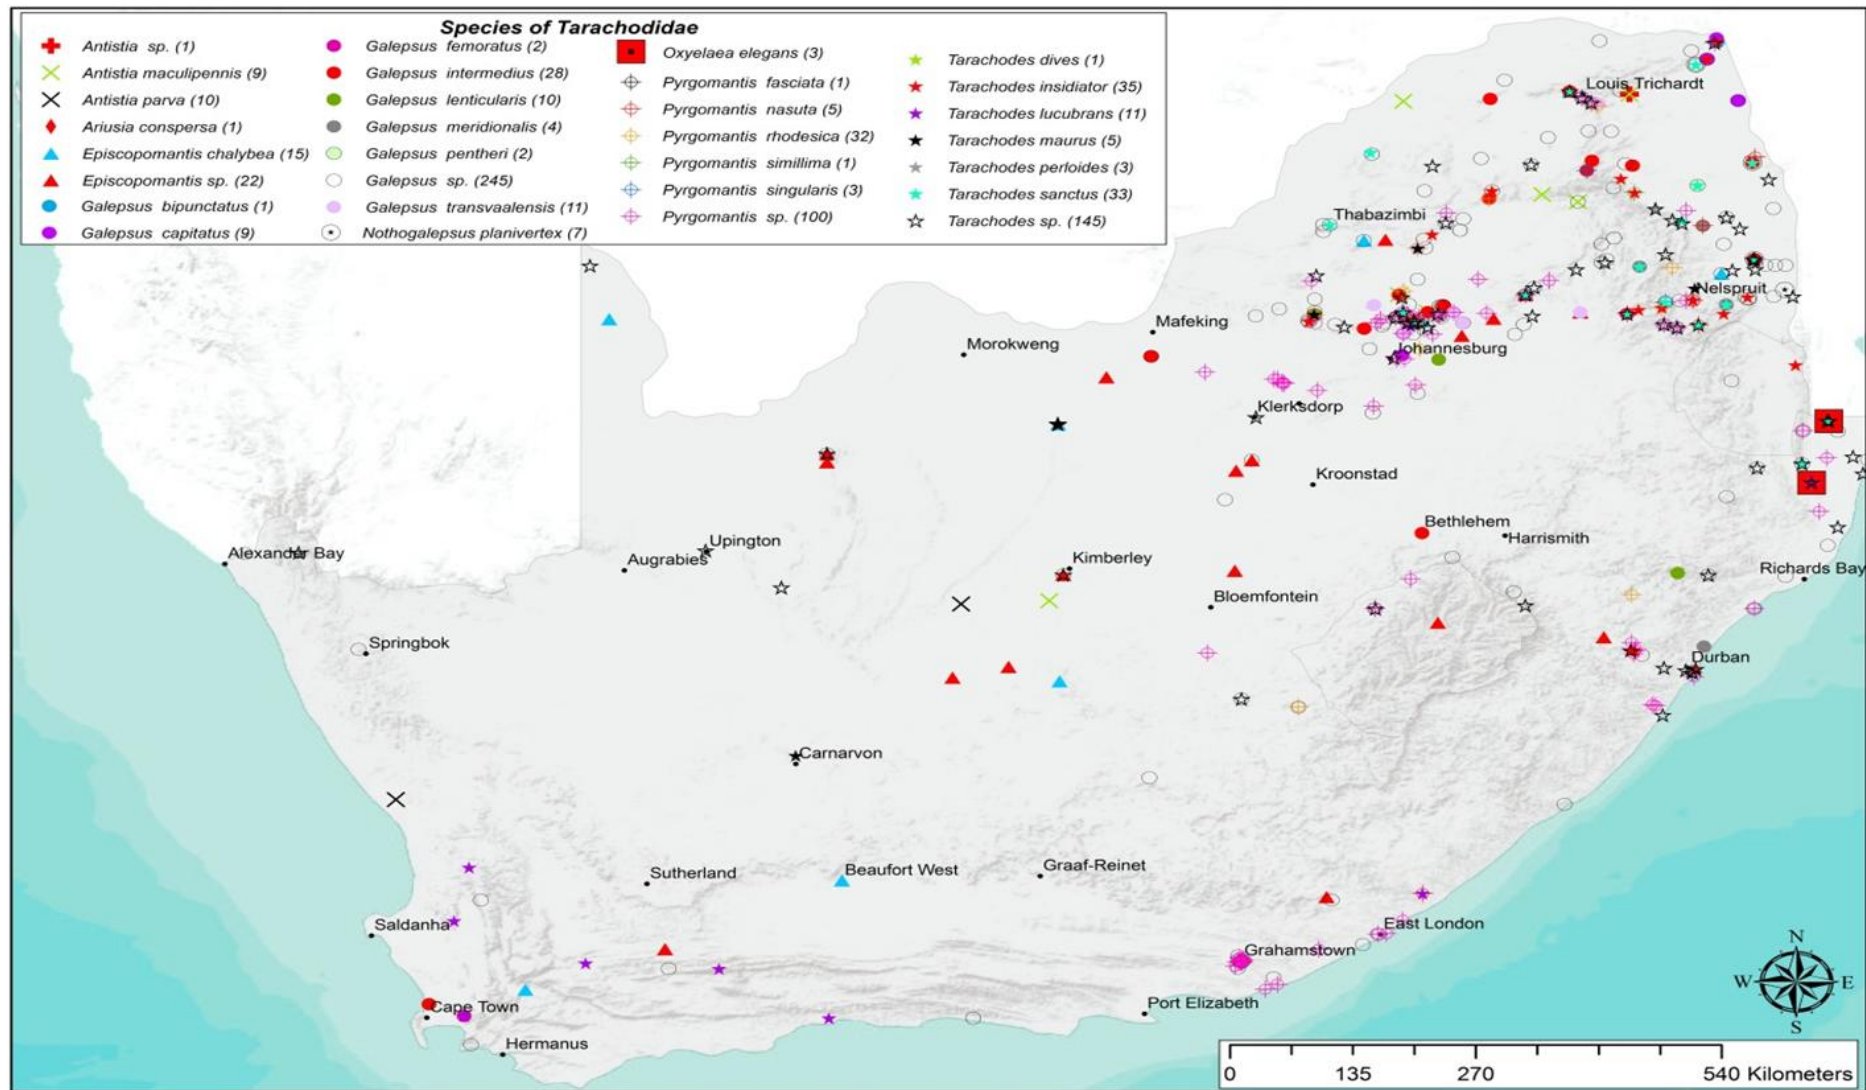 Species of Tarachodidae
Antistia sp. (1)
Antistia maculipennis (9)
Antistia parva (10)
Ariusia conspersa (1)
Episcopomantis chalybea (15)
Episcopomantis sp. (22)
Galepsus bipunctatus (1)
Galepsus capitatus (9)
Galepsus femoratus (2)
Galepsus intermedius (28)
Galepsus lenticularis (10)
Galepsus meridionalis (4)
Galepsus pentheri (2)
Galepsus sp. (245)
Galepsus transvaalensis (11)
Nothogalepsus planivertex (7)
Oxyelaea elegans (3)
Pyrgomantis fasciata (1)
Pyrgomantis nasuta (5)
Pyrgomantis rhodesica (32)
Pyrgomantis simillima (1)
Pyrgomantis singularis (3)
Pyrgomantis sp. (100)
Tarachodes dives (1)
Tarachodes insidiator (35)
Tarachodes lucubrans (11)
Tarachodes maurus (5)
Tarachodes perloides (3)
Tarachodes sanctus (33)
Tarachodes sp. (145)
Louis Trichardt
Thabazimbi
Nelspruit
Mafeking
Morokweng
Johannesburg
Klerksdorp
Kroonstad
Bethlehem
Harrismith
Alexander Bay
Upington
Augrabies
Kimberley
Richards Bay
Bloemfontein
Springbok
Durban
Carnarvon
Sutherland
Beaufort West
Graaf-Reinet
Saldanha
East London
Grahamstown
Cape Town
Port Elizabeth
Hermanus
N
W
E
S
0 135 270 540 Kilometers